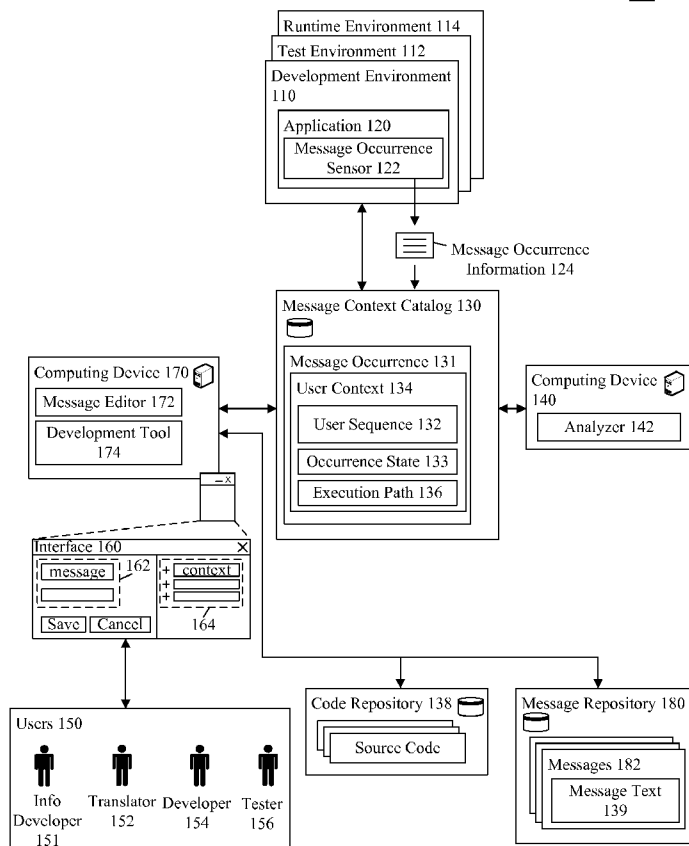 Runtime Environment 114
Test Environment 112
Development Environment
110
Application 120
Message Occurrence
Sensor 122
Message Occurrence
Information 124
Message Context Catalog 130
Message Occurrence 131
User Context 134
User Sequence 132
Occurrence State 133
Execution Path 136
Computing Device 170
Message Editor 172
Development Tool
174
Computing Device
140
Analyzer 142
– X
Interface 160
X
message
162
+ context
+
+
Save
Cancel
164
Users 150
Info
Developer
151
Translator
152
Developer
154
Tester
156
Code Repository 138
Source Code
Message Repository 180
Messages 182
Message Text
139